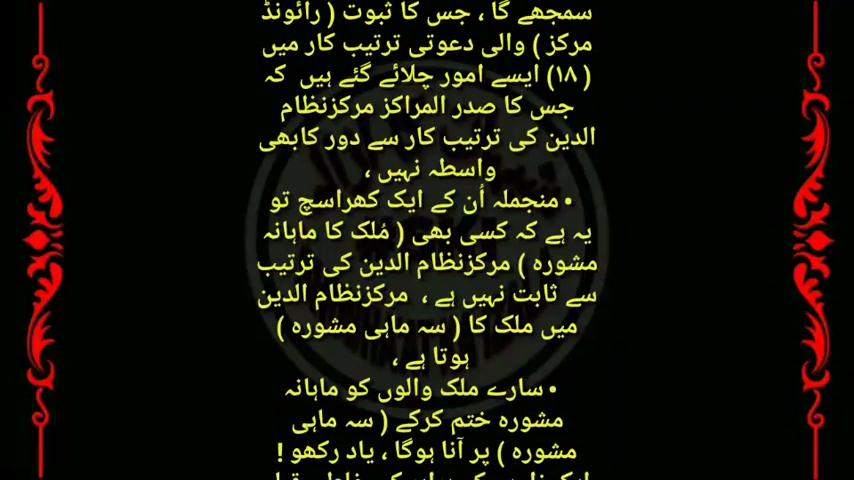 سمجھے گا ، جس کا ثبوت ( رائونڈ
مرکز ) والی دعوتی ترتیب کار میں
( ۱۸) ایسے امور چلائے گئے ہیں کہ
جس کا صدر المراکز مرکزنظام
الدین کی ترتیب کار سے دور کابھی
واسطہ نہیں ،
• منجملہ اُن کے ایک کھراسچ تو
یہ ہے کہ کسی بھی ( مُلک کا ماہانہ
مشورہ ) مرکزنظام الدین کی ترتیب
سے ثابت نہیں ہے ، مرکزنظام الدین
میں ملک کا ( سہ ماہی مشورہ )
ہوتا ہے ،
• سارے ملک والوں کو ماہانہ
مشورہ ختم کرکے ( سہ ماہی
مشورہ ) پر آنا ہوگا ، یاد رکھو !